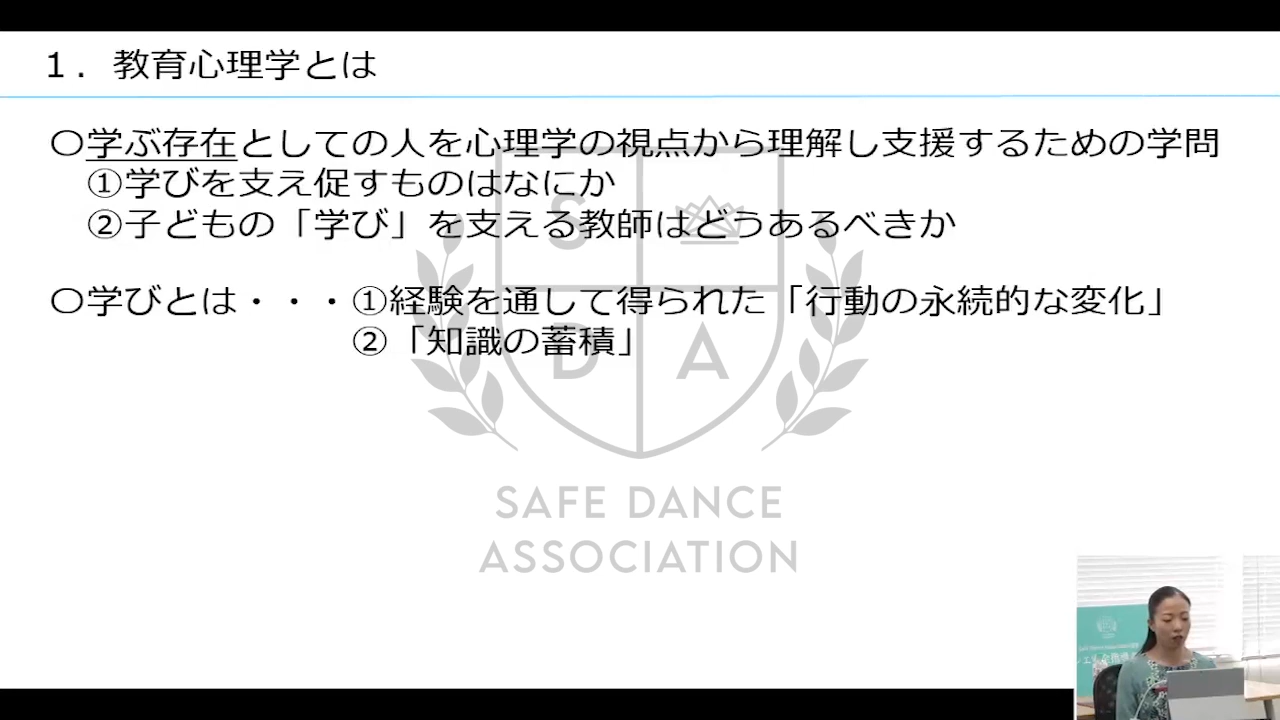 １．教育心理学とは
〇学ぶ存在としての人を心理学の視点から理解し支援するための学問
①学びを支え促すものはなにか
②子どもの「学び」を支える教師はどうあるべきか
〇学びとは・・・①経験を通して得られた「行動の永続的な変化」
②「知識の蓄積」
S
D A
SAFE DANCE
ASSOCIATION